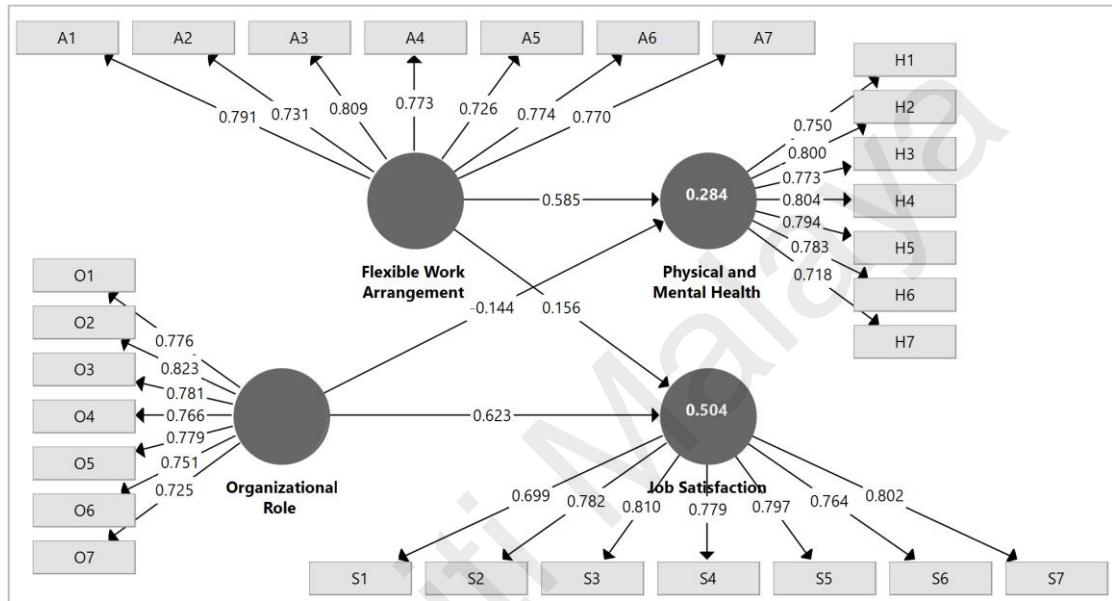 A1 A2 A3 A4 A5 A6 A7
0.791 0.731 0.809 0.773 0.726 0.774 0.770
H1
H2
H3
H4
H5
H6
H7
0.750
0.800
0.773
0.804
0.794
0.783
0.718
0.284
0.585
Flexible Work
Arrangement
Physical and
Mental Health
-0.144 0.156
O1
O2
O3
O4
O5
O6
O7
0.776
0.823
0.781
0.766
0.779
0.751
0.725
0.623
0.504
Organizational
Role
Job Satisfaction
0.699 0.782 0.810 0.779 0.797 0.764 0.802
S1 S2 S3 S4 S5 S6 S7
iti Malaya